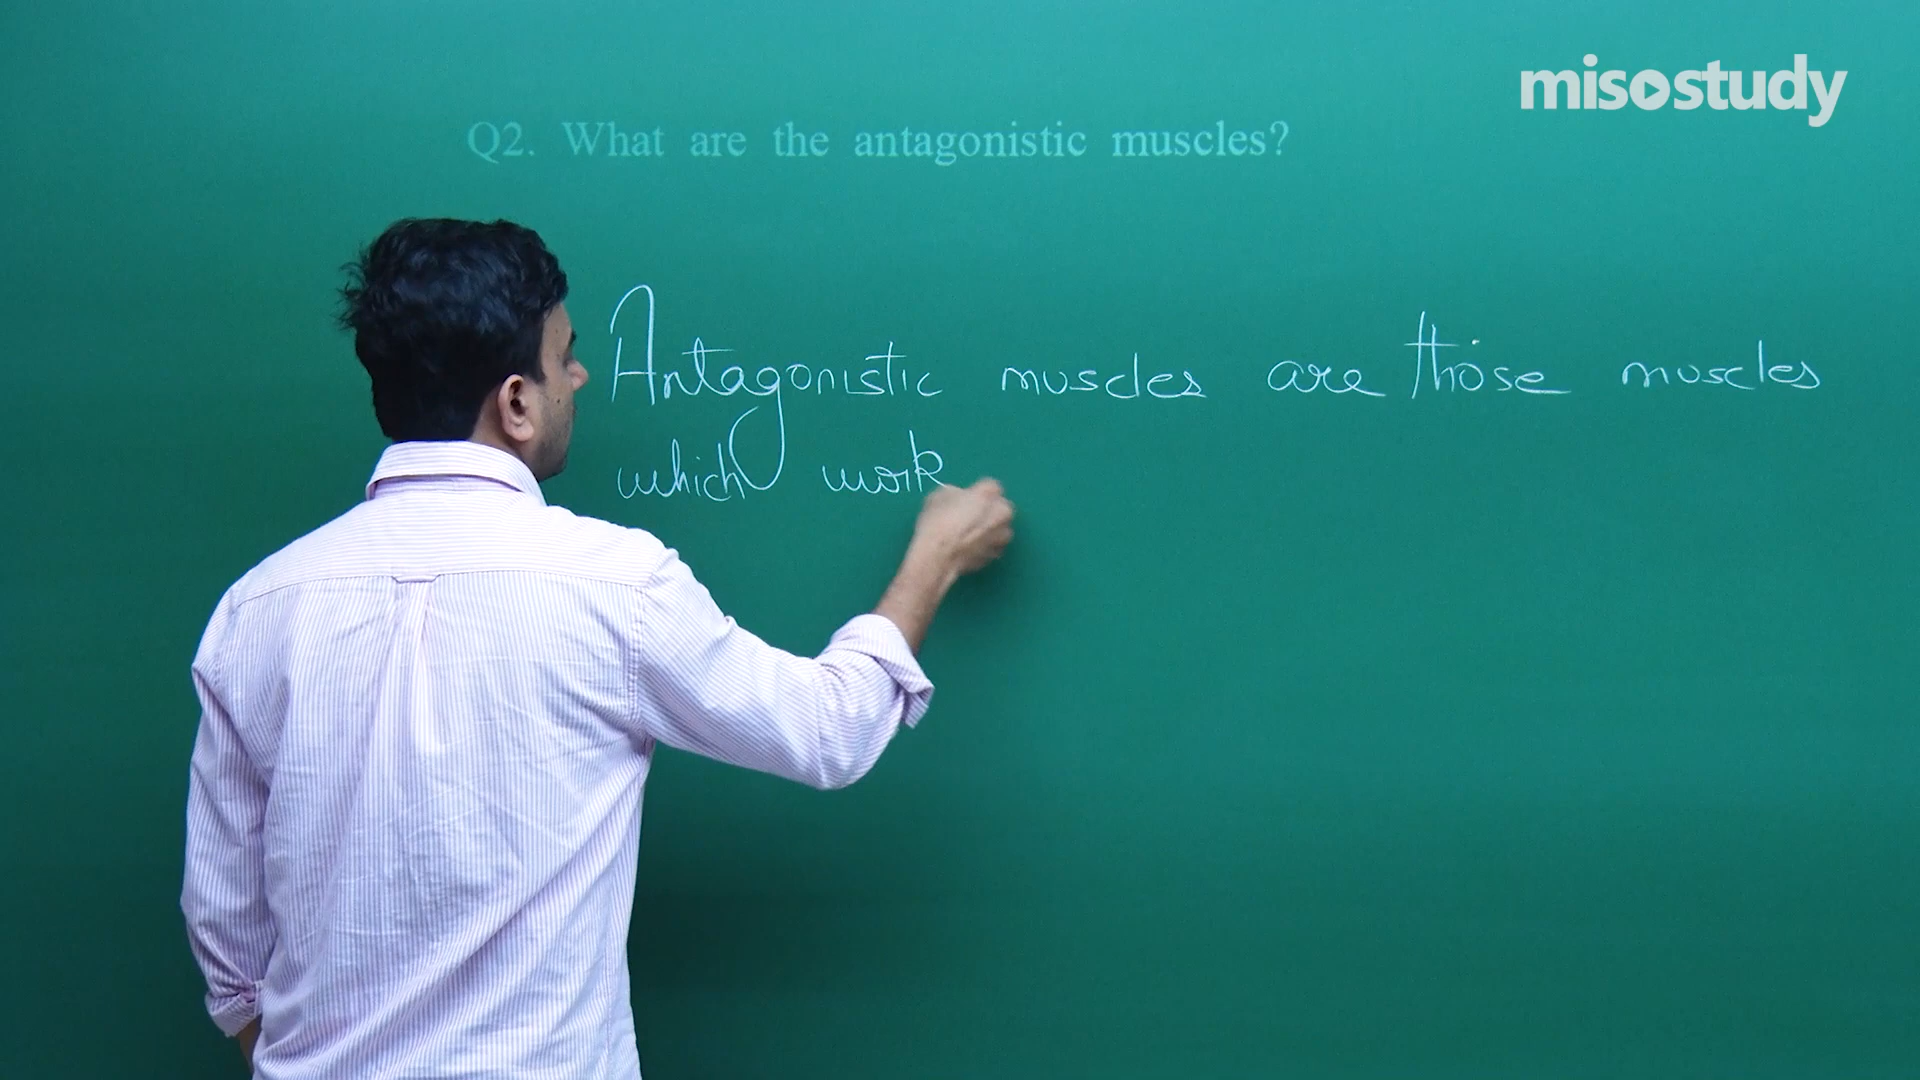 misostudy
Q2. What are the antagonistic muscles?
Antagonistic muscles are those muscles
which work